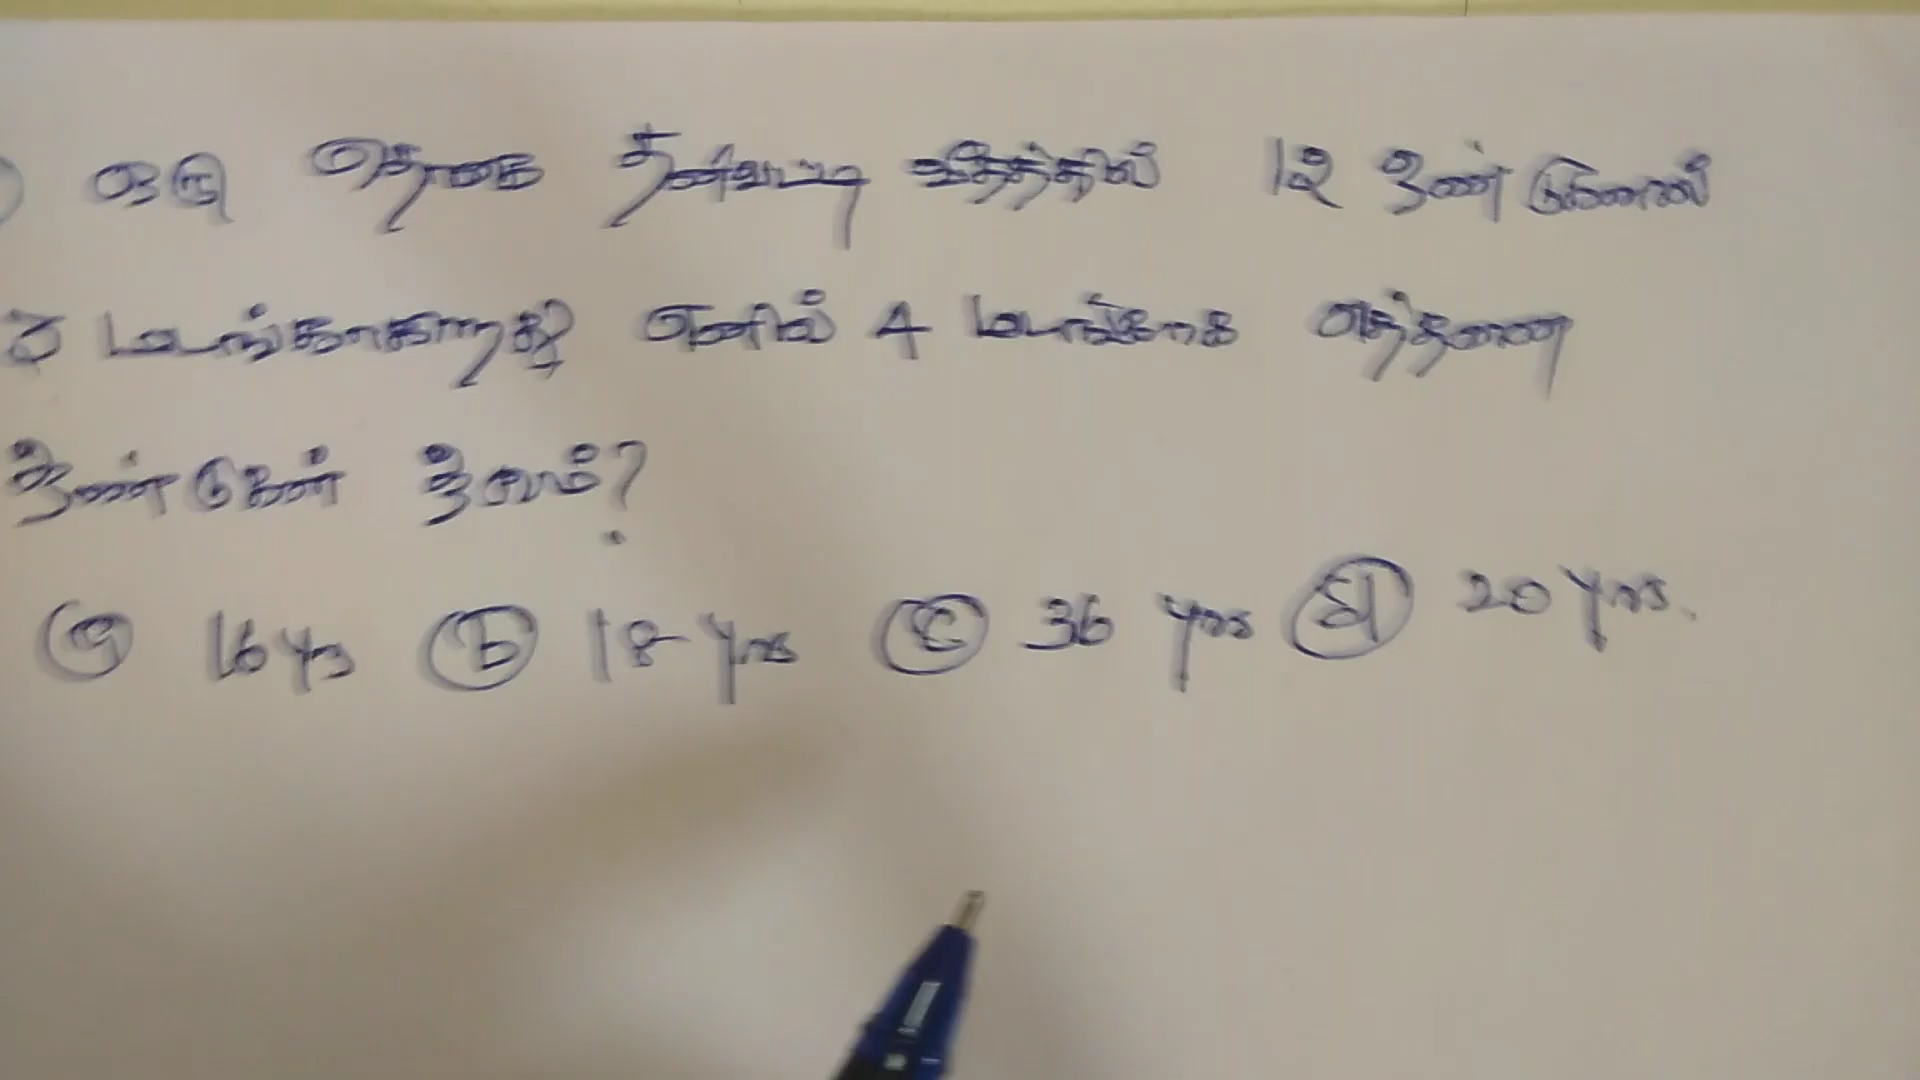 ஒரு தொகை தனிவட்டி வீதத்தில் 12 ஆண்டுகளில்
3 மடங்காகிறது எனில் 4 மடங்காக எத்தனை
ஆண்டுகள் ஆகும்?
a 16 yrs b 18 yrs c 36 yrs d 20 yrs.